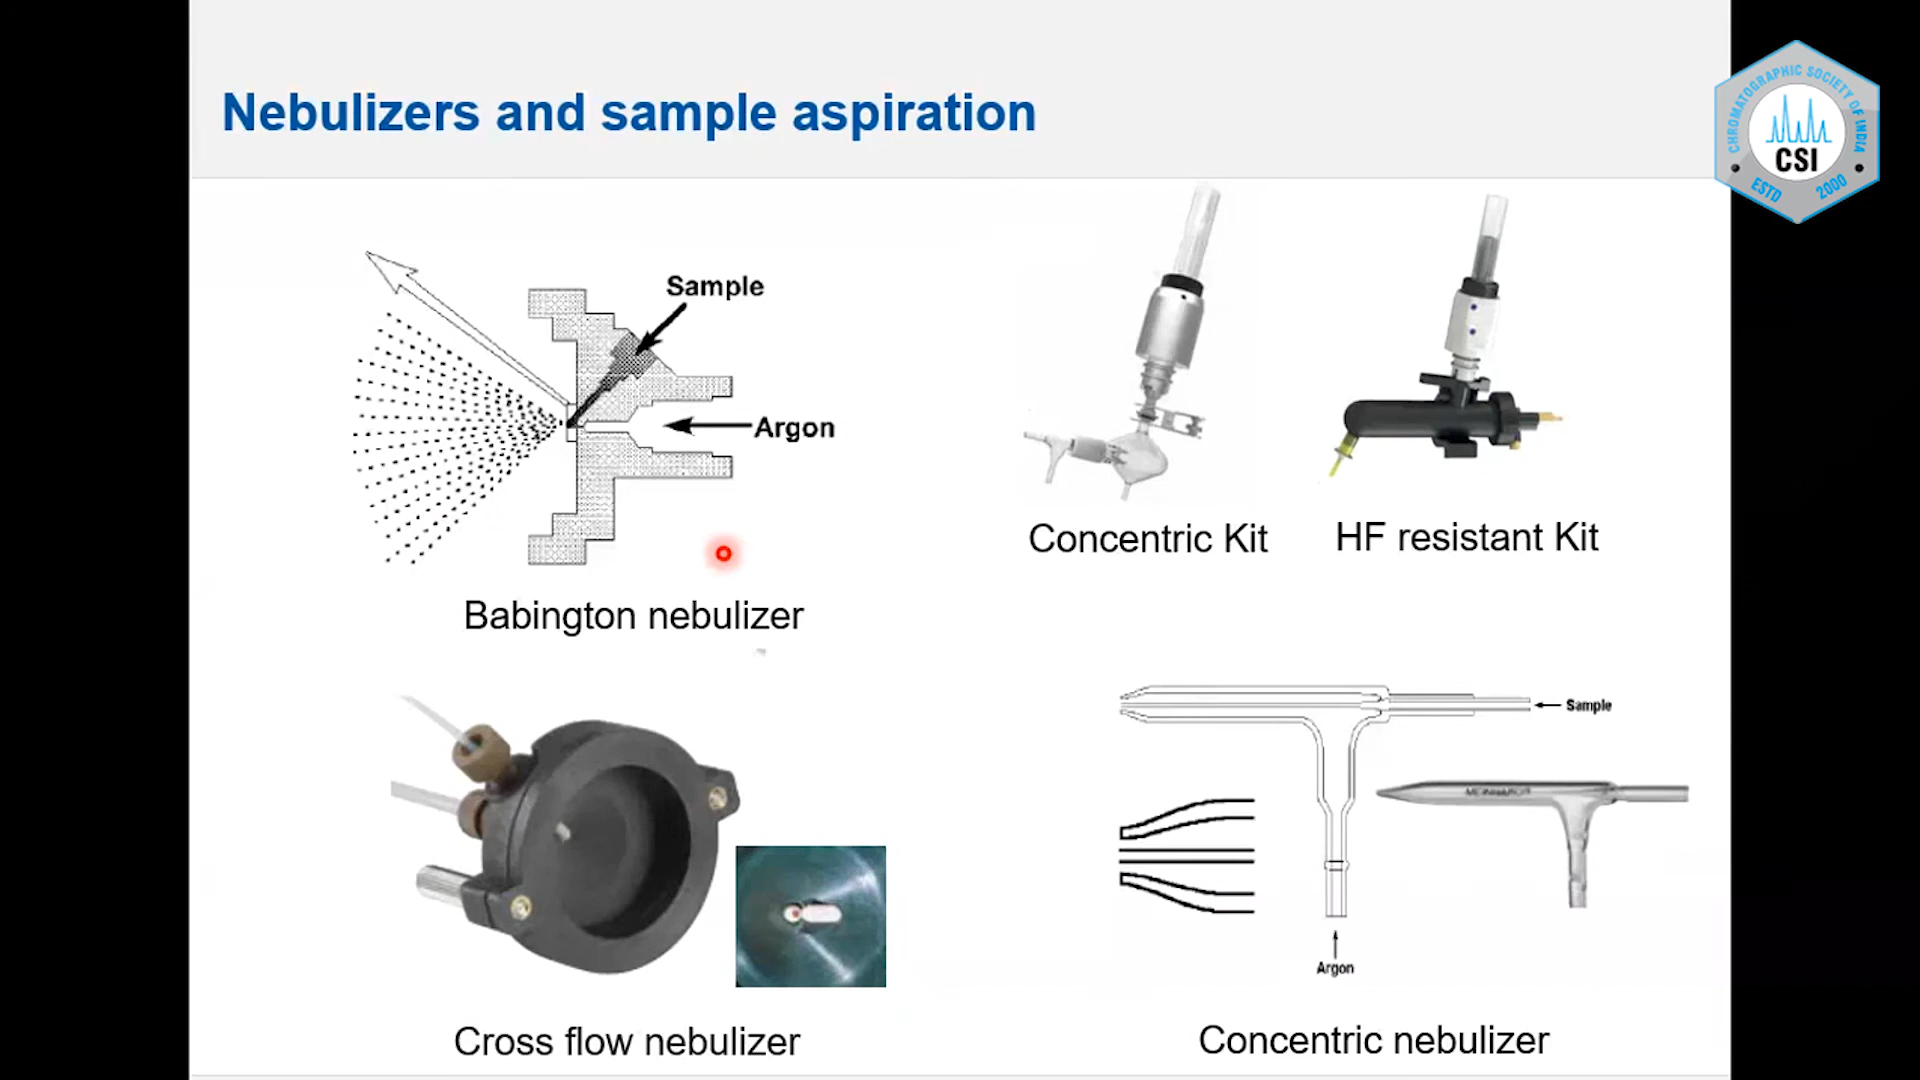 Nebulizers and sample aspiration
CHROMATOGRAPHIC SOCIETY OF INDIA
CSI
ESTD 2000
Sample
Argon
Babington nebulizer
Concentric Kit
HF resistant Kit
Cross flow nebulizer
Sample
MEINHARD®
Argon
Concentric nebulizer